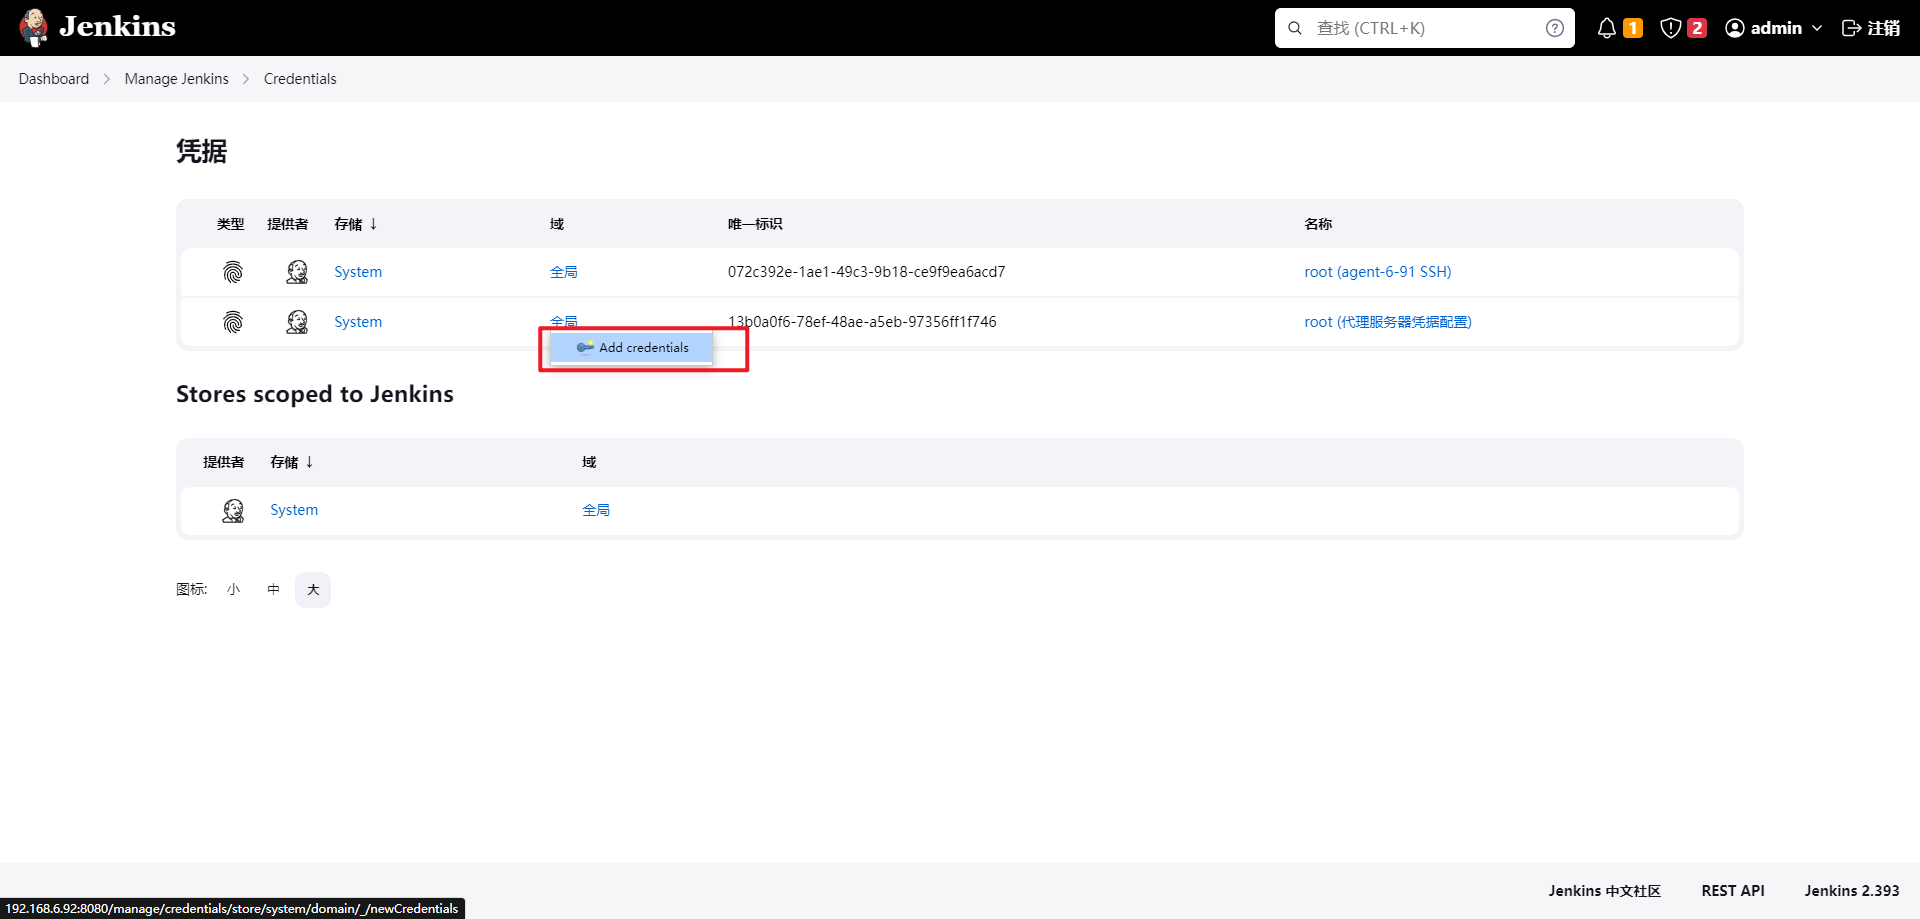 Jenkins
查找 (CTRL+K)
1
2
admin
注销
Dashboard
Manage Jenkins
Credentials
凭据
类型 提供者 存储 ↓ 域 唯一标识 名称
System 全局 072c392e-1ae1-49c3-9b18-ce9f9ea6acd7 root (agent-6-91 SSH)
System 全局 13b0a0f6-78ef-48ae-a5eb-97356ff1f746 root (代理服务器凭据配置)
Add credentials
Stores scoped to Jenkins
提供者 存储 ↓ 域
System 全局
图标: 小 中 大
Jenkins 中文社区 REST API Jenkins 2.393
192.168.6.92:8080/manage/credentials/store/system/domain/_/newCredentials